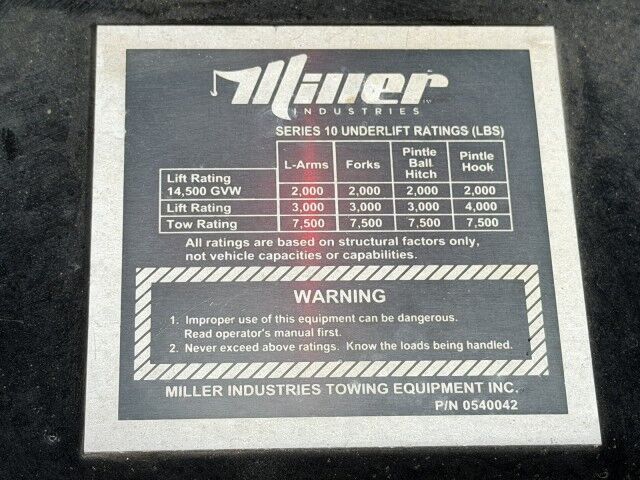 Miller
INDUSTRIES
SERIES 10 UNDERLIFT RATINGS (LBS)
L-Arms Forks Pintle Ball Hitch Pintle Hook
Lift Rating 14,500 GVW 2,000 2,000 2,000 2,000
Lift Rating 3,000 3,000 3,000 4,000
Tow Rating 7,500 7,500 7,500 7,500
All ratings are based on structural factors only,
not vehicle capacities or capabilities.
WARNING
1. Improper use of this equipment can be dangerous.
Read operator's manual first.
2. Never exceed above ratings. Know the loads being handled.
MILLER INDUSTRIES TOWING EQUIPMENT INC.
P/N 0540042